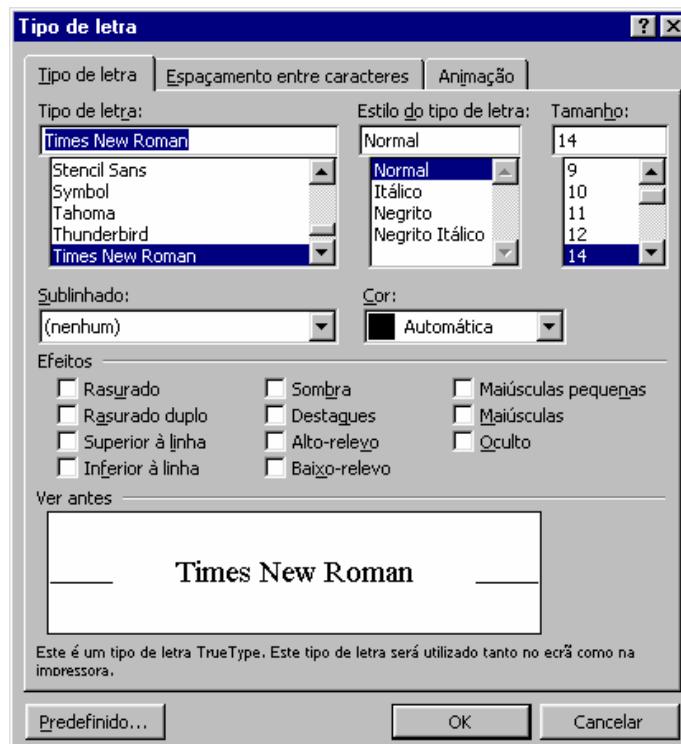 Tipo de letra
Tipo de letra Espaçamento entre caracteres Animação
Tipo de letra: Estilo do tipo de letra: Tamanho:
Times New Roman Normal 14
Stencil Sans Normal 9
Symbol Itálico 10
Tahoma Negrito 11
Thunderbird Negrito Itálico 12
Times New Roman 14
Sublinhado: Cor:
(nenhum) Automática
Efeitos
Rasurado Sombra Maiúsculas pequenas
Rasurado duplo Destaques Maiúsculas
Superior à linha Alto-relevo Oculto
Inferior à linha Baixo-relevo
Ver antes
Times New Roman
Este é um tipo de letra TrueType. Este tipo de letra será utilizado tanto no ecrã como na
impressora.
Predefinido... OK Cancelar